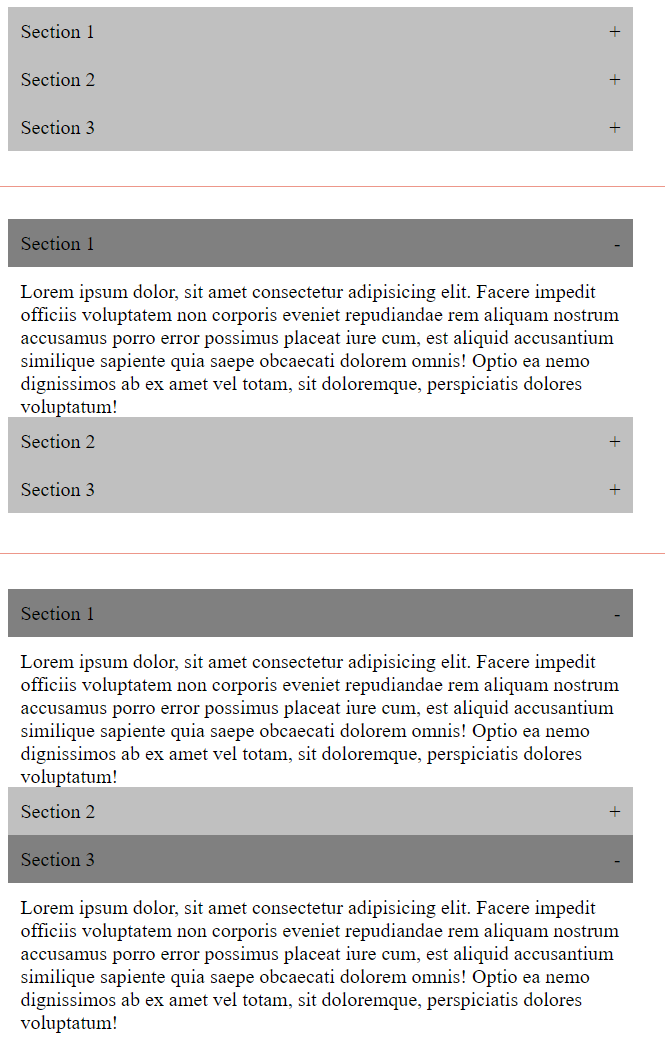 Section 1 +
Section 2 +
Section 3 +
Section 1 -
Lorem ipsum dolor, sit amet consectetur adipisicing elit. Facere impedit
officiis voluptatem non corporis eveniet repudiandae rem aliquam nostrum
accusamus porro error possimus placeat iure cum, est aliquid accusantium
similique sapiente quia saepe obcaecati dolorem omnis! Optio ea nemo
dignissimos ab ex amet vel totam, sit doloremque, perspiciatis dolores
voluptatum!
Section 2 +
Section 3 +
Section 1 -
Lorem ipsum dolor, sit amet consectetur adipisicing elit. Facere impedit
officiis voluptatem non corporis eveniet repudiandae rem aliquam nostrum
accusamus porro error possimus placeat iure cum, est aliquid accusantium
similique sapiente quia saepe obcaecati dolorem omnis! Optio ea nemo
dignissimos ab ex amet vel totam, sit doloremque, perspiciatis dolores
voluptatum!
Section 2 +
Section 3 -
Lorem ipsum dolor, sit amet consectetur adipisicing elit. Facere impedit
officiis voluptatem non corporis eveniet repudiandae rem aliquam nostrum
accusamus porro error possimus placeat iure cum, est aliquid accusantium
similique sapiente quia saepe obcaecati dolorem omnis! Optio ea nemo
dignissimos ab ex amet vel totam, sit doloremque, perspiciatis dolores
voluptatum!